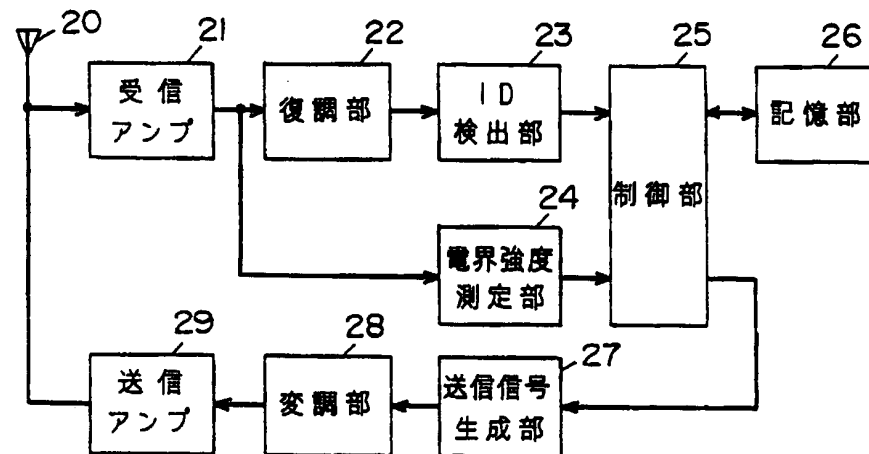 20
21
22
23
25
26
受信
アンプ
復調部
ID
検出部
制御部
記憶部
24
電界強度
測定部
29
28
27
送信
アンプ
変調部
送信信号
生成部